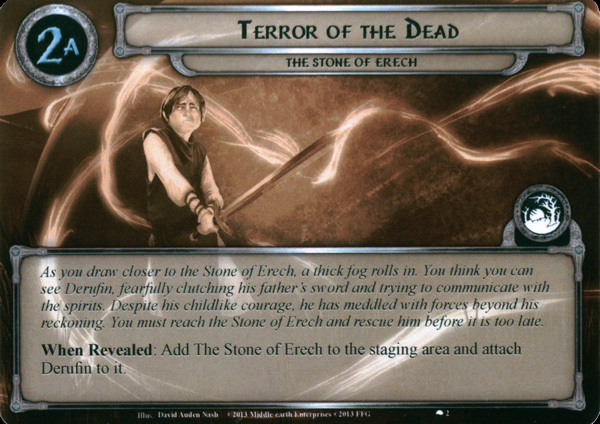 2A
TERROR OF THE DEAD
THE STONE OF ERECH
As you draw closer to the Stone of Erech, a thick fog rolls in. You think you can
see Derufin, fearfully clutching his father's sword and trying to communicate with
the spirits. Despite his childlike courage, he has meddled with forces beyond his
reckoning. You must reach the Stone of Erech and rescue him before it is too late.
When Revealed: Add The Stone of Erech to the staging area and attach
Derufin to it.
Illus. David Auden Nash ©2013 Middle-earth Enterprises ©2013 FFG 2